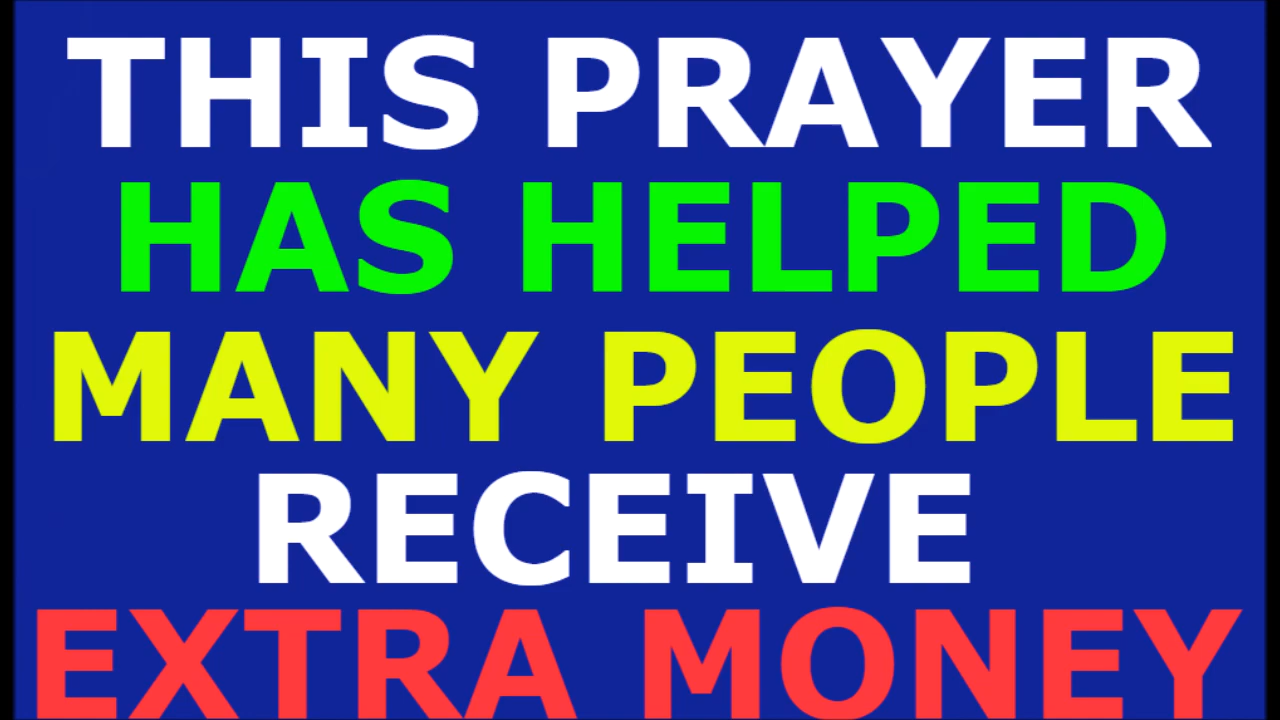 THIS PRAYER
HAS HELPED
MANY PEOPLE
RECEIVE
EXTRA MONEY